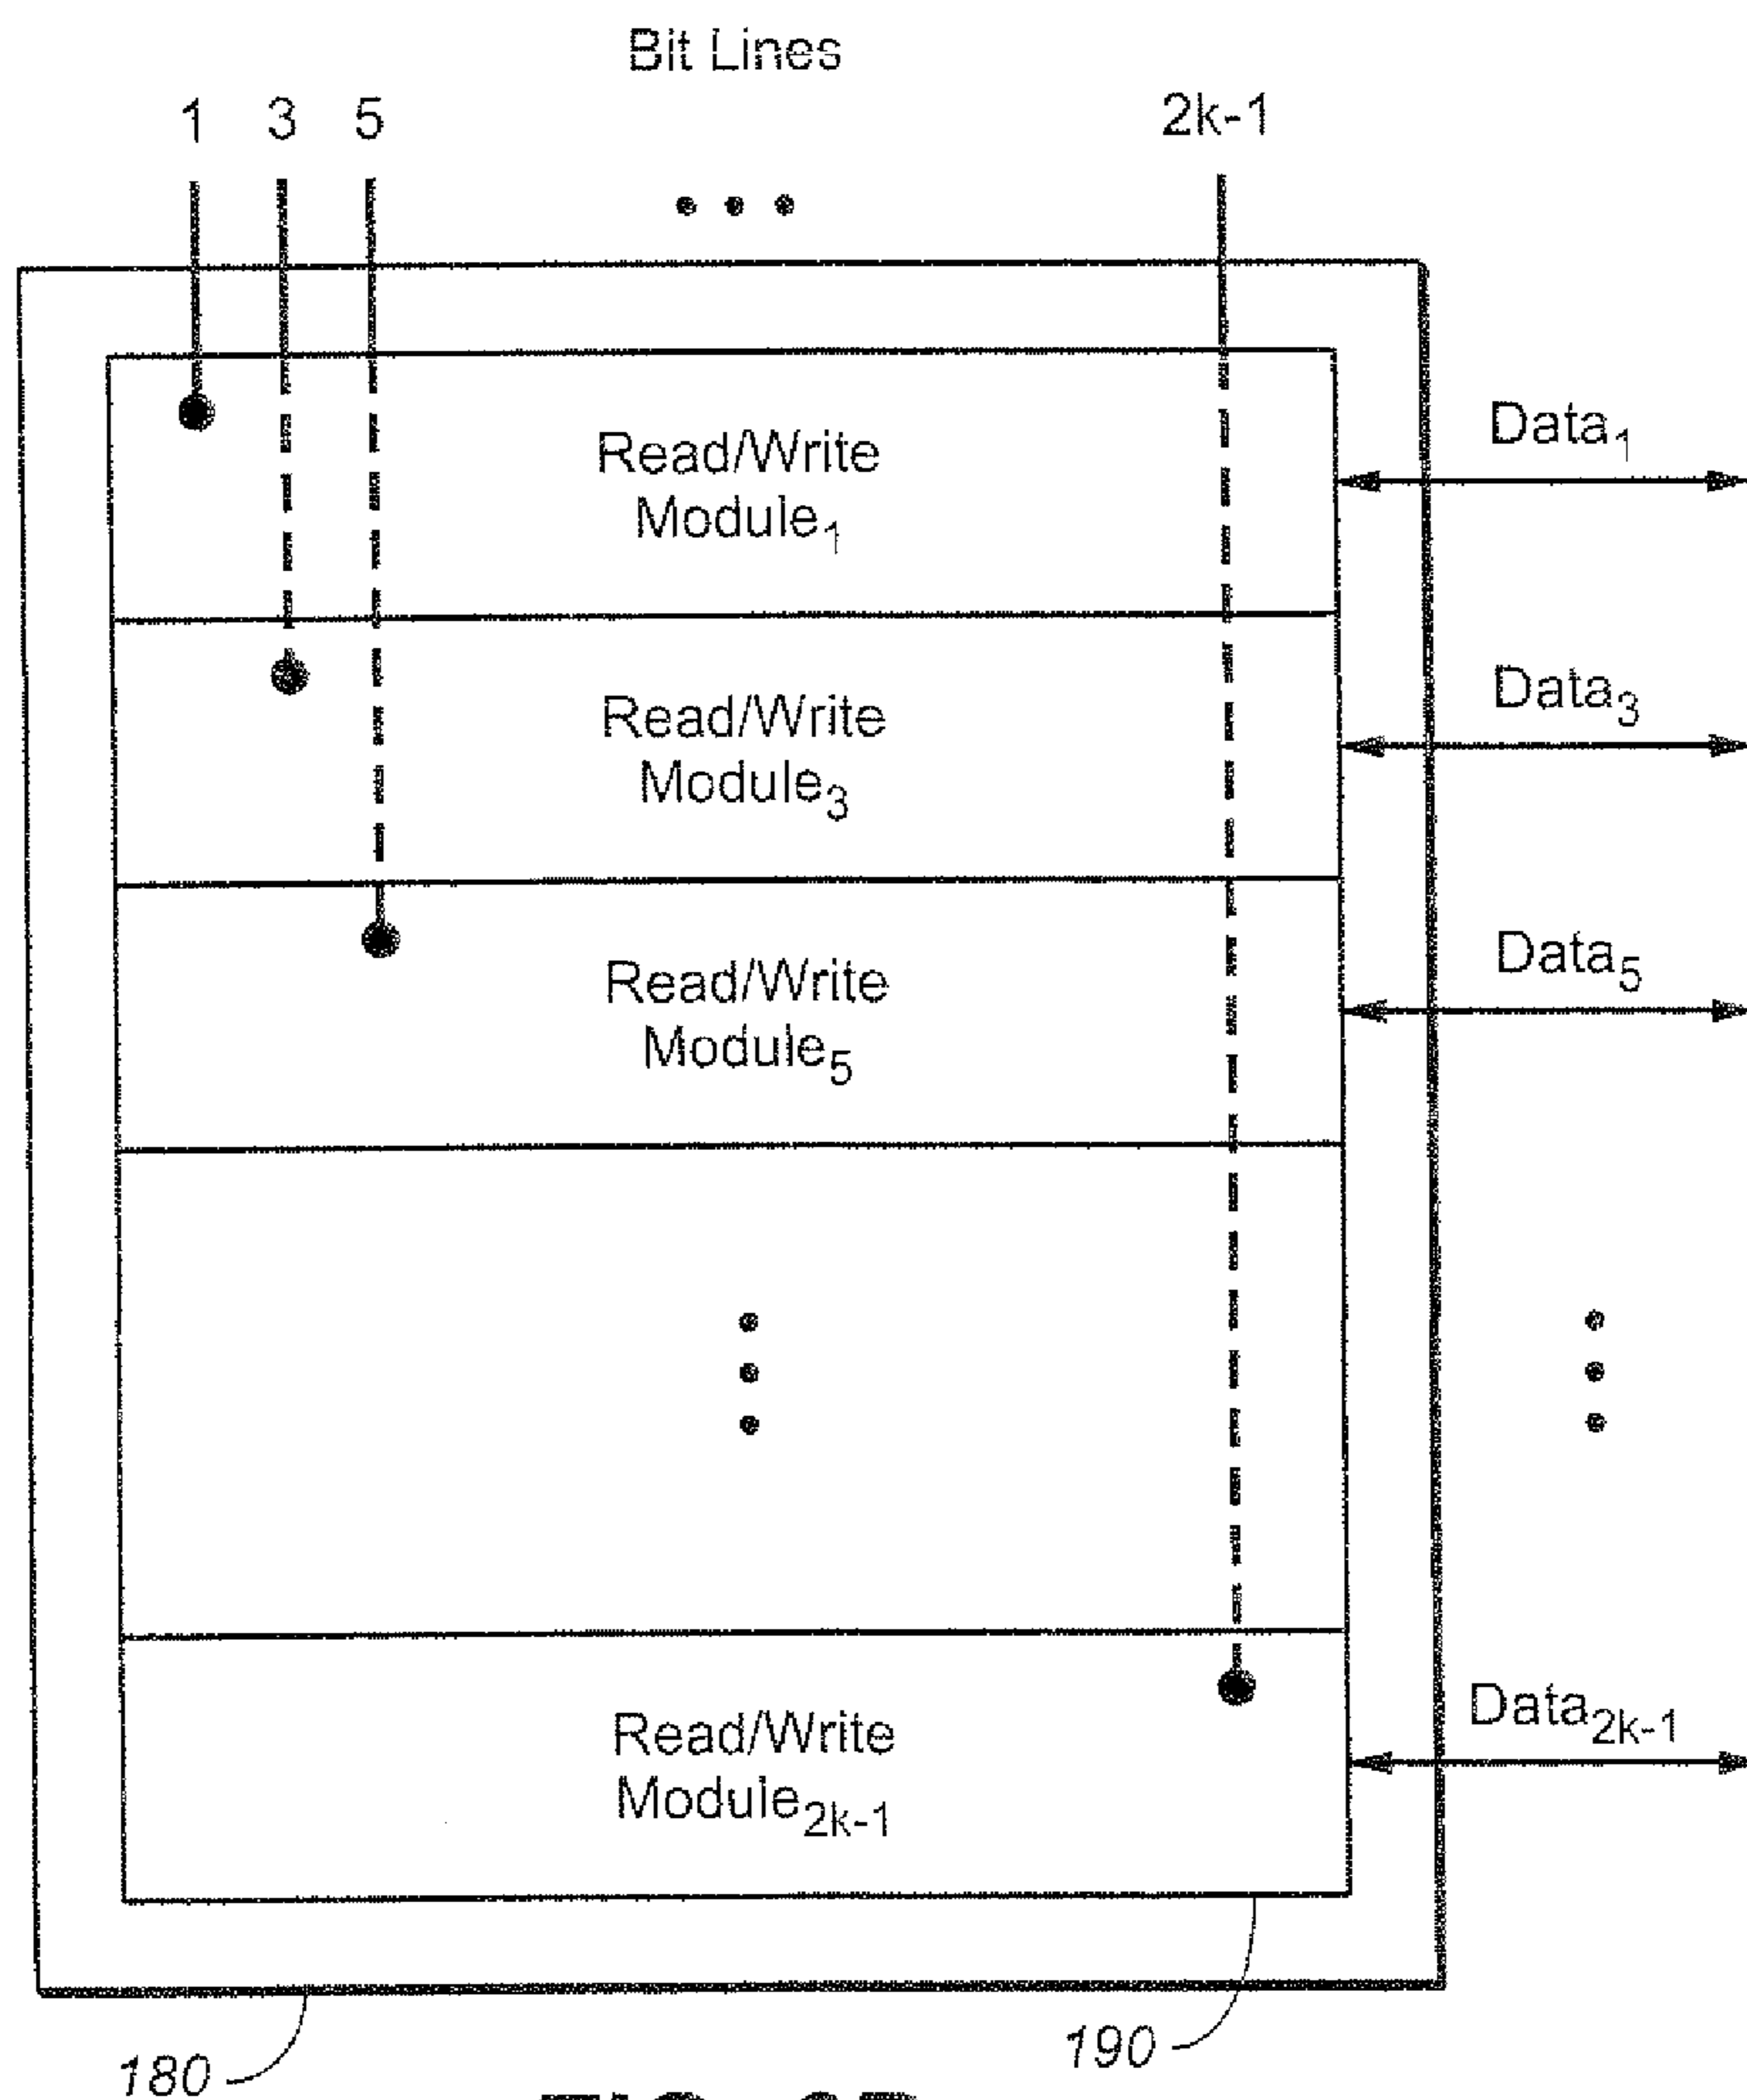 Bit Lines
1 3 5 2k-1
Read/Write
Module1
Data1
Read/Write
Module3
Data3
Read/Write
Module5
Data5
Read/Write
Module2k-1
Data2k-1
180
190